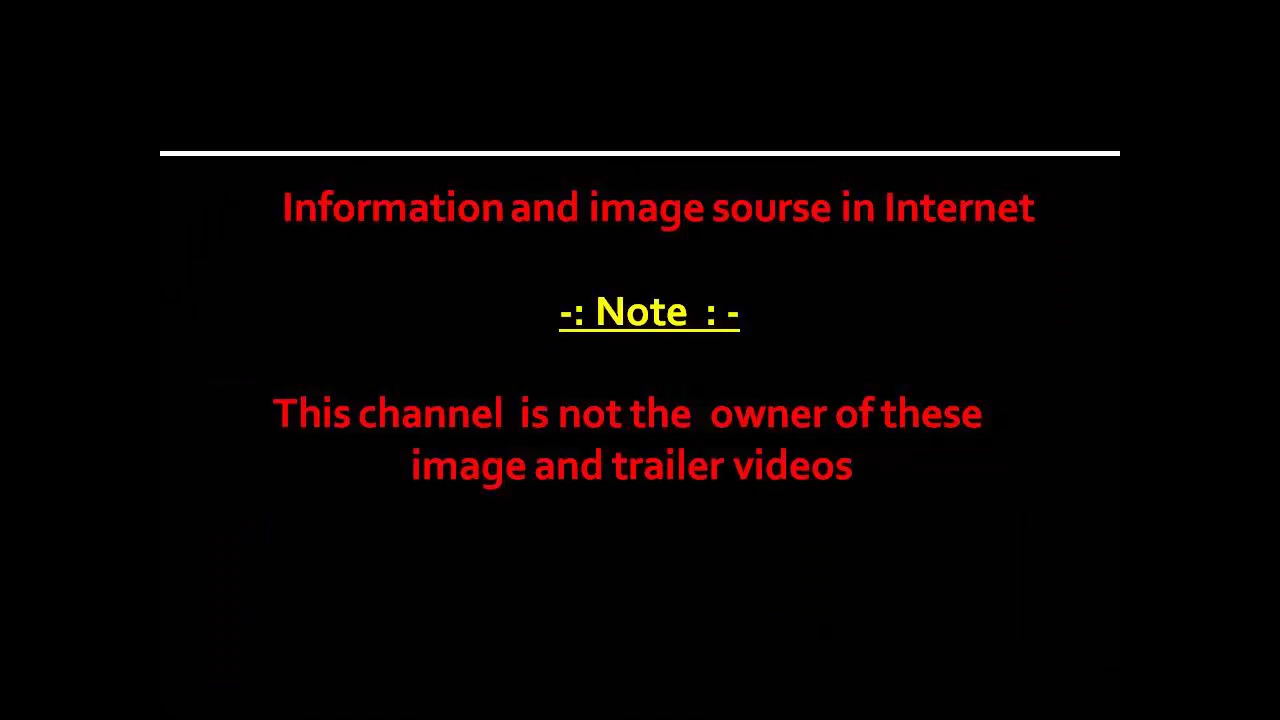 Information and image sourse in Internet
-: Note : -
This channel is not the owner of these
image and trailer videos